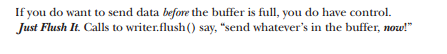 If you do want to send data before the buffer is full, you do have control.
Just Flush It. Calls to writer.flush() say, “send whatever’s in the buffer, now!”